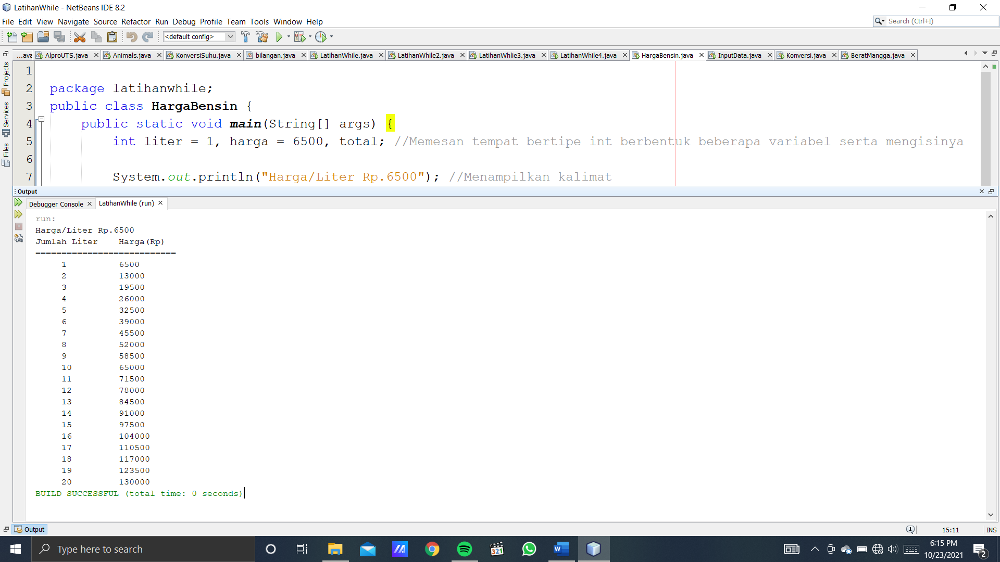 LatihanWhile - NetBeans IDE 8.2
File Edit View Navigate Source Refactor Run Debug Profile Team Tools Window Help
Search (Ctrl+I)
<default config>
...ava AlproUTS.java Animals.java KonversiSuhu.java bilangan.java LatihanWhile.java LatihanWhile2.java LatihanWhlie3.java LatihanWhile4.java HargaBensin.java InputData.java Konversi.java BeratMangga.java
Projects
Services
Files
1
2 package latihanwhile;
3 public class HargaBensin {
4 public static void main(String[] args) {
5 int liter = 1, harga = 6500, total; //Memesan tempat bertipe int berbentuk beberapa variabel serta mengisinya
6
7 System.out.println("Harga/Liter Rp.6500"); //Menampilkan kalimat
Output
Debugger Console LatihanWhile (run)
run:
Harga/Liter Rp.6500
Jumlah Liter Harga(Rp)
===========================
1 6500
2 13000
3 19500
4 26000
5 32500
6 39000
7 45500
8 52000
9 58500
10 65000
11 71500
12 78000
13 84500
14 91000
15 97500
16 104000
17 110500
18 117000
19 123500
20 130000
BUILD SUCCESSFUL (total time: 0 seconds)
Output
1
15:11 INS
Type here to search
321
6:15 PM
10/23/2021
2